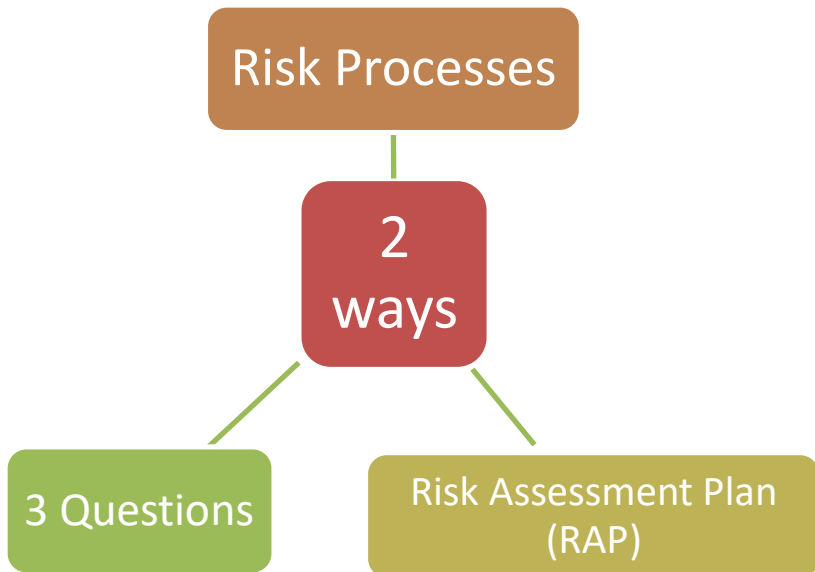 Risk Processes
2
ways
3 Questions
Risk Assessment Plan
(RAP)